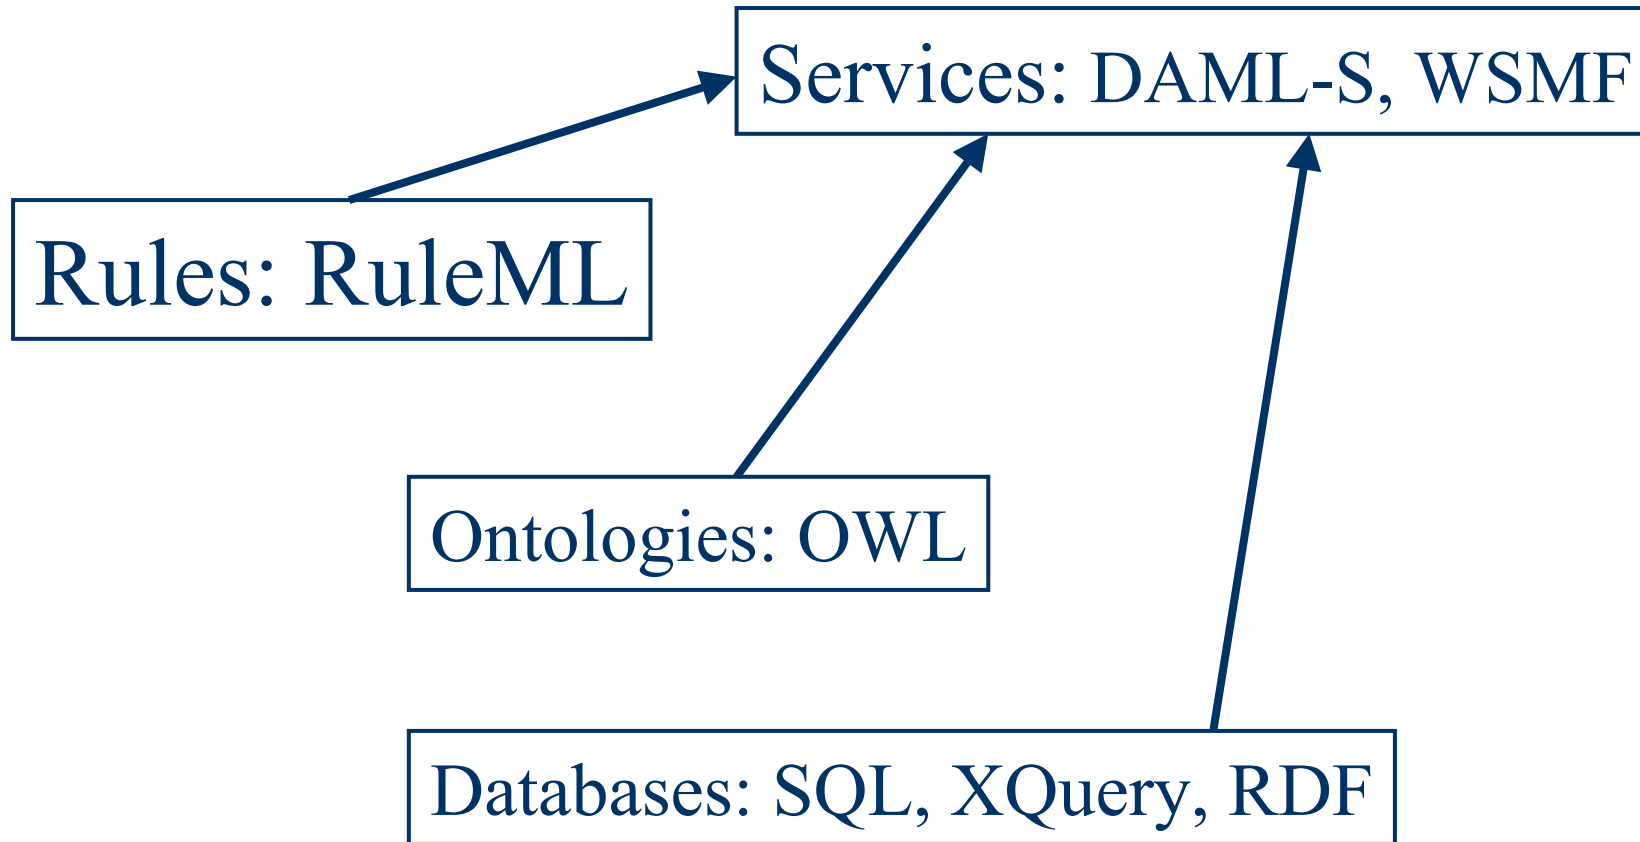 Services: DAML-S, WSMF
Rules: RuleML
Ontologies: OWL
Databases: SQL, XQuery, RDF